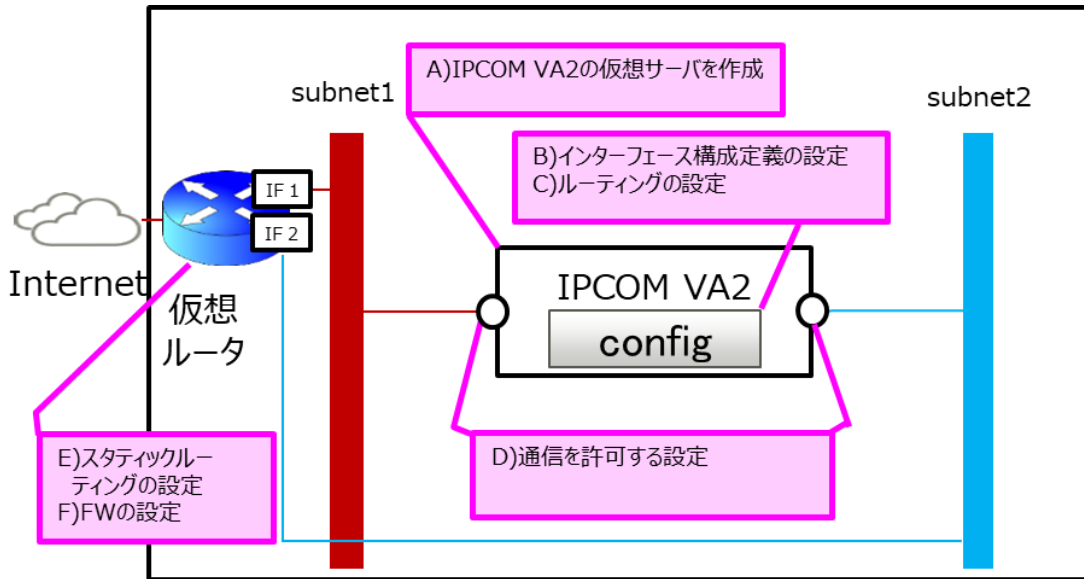 A)IPCOM VA2の仮想サーバを作成
subnet1
subnet2
B)インターフェース構成定義の設定
C)ルーティングの設定
IF 1
IF 2
Internet
仮想
ルータ
IPCOM VA2
config
E)スタティックルー
ティングの設定
F)FWの設定
D)通信を許可する設定